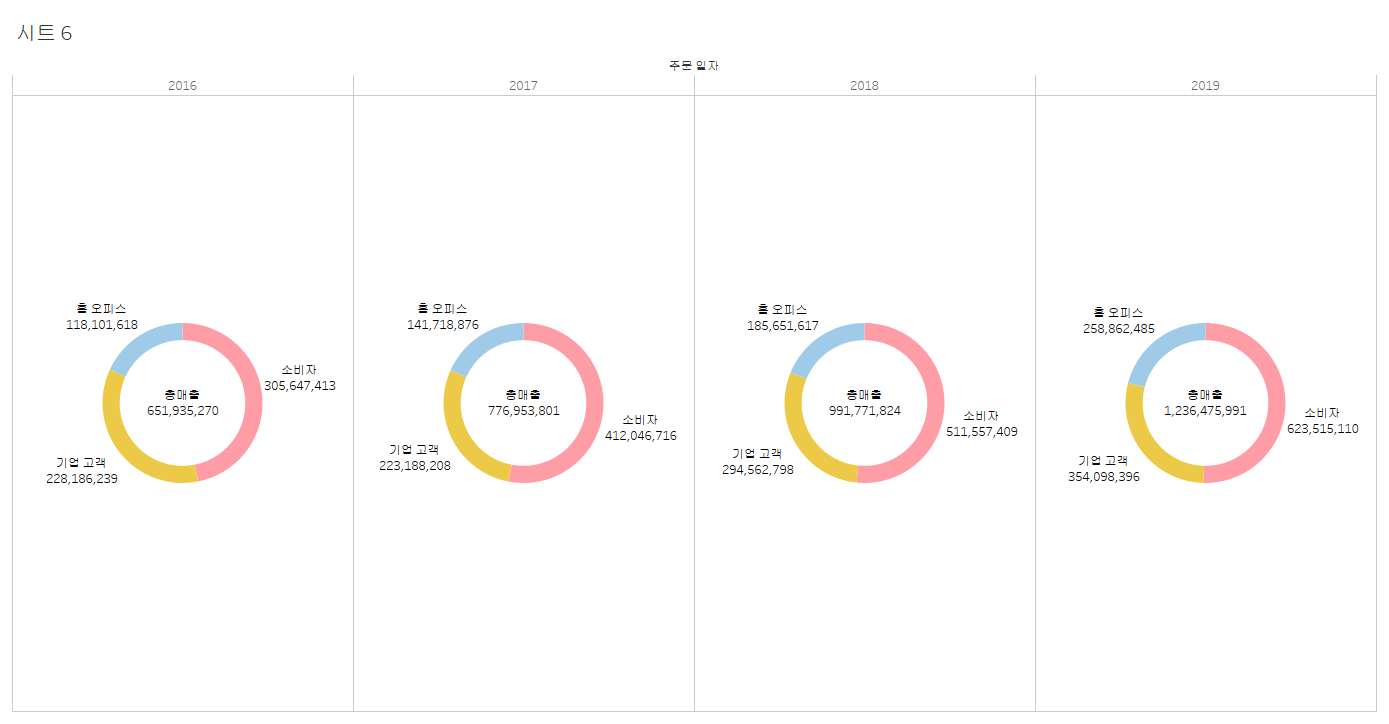 시트 6
주문 일자
2016
2017
2018
2019
홈 오피스
118,101,618
소비자
305,647,413
총매출
651,935,270
기업 고객
228,186,239
홈 오피스
141,718,876
총매출
776,953,801
소비자
412,046,716
기업 고객
223,188,208
홈 오피스
185,651,617
총매출
991,771,824
소비자
511,557,409
기업 고객
294,562,798
홈 오피스
258,862,485
총매출
1,236,475,991
소비자
623,515,110
기업 고객
354,098,396